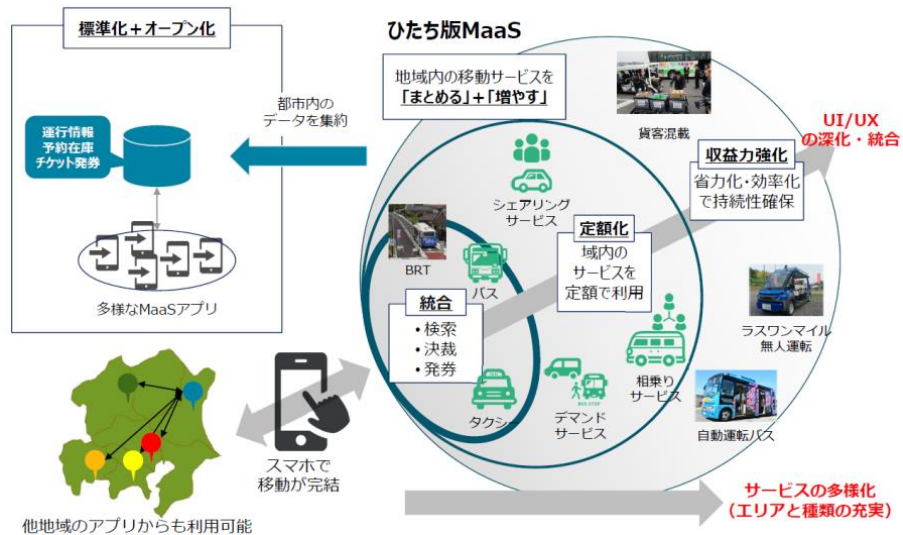 標準化＋オープン化
運行情報
予約在庫
チケット発券
多様なMaaSアプリ
都市内の
データを集約
ひたち版MaaS
地域内の移動サービスを
「まとめる」＋「増やす」
貨客混載
UI/UX
の深化・統合
収益力強化
省力化・効率化
で持続性確保
シェアリング
サービス
定額化
域内の
サービスを
定額で利用
BRT
バス
統合
• 検索
• 決裁
• 発券
タクシー
デマンド
サービス
相乗り
サービス
ラスワンマイル
無人運転
自動運転バス
スマホで
移動が完結
他地域のアプリからも利用可能
サービスの多様化
（エリアと種類の充実）